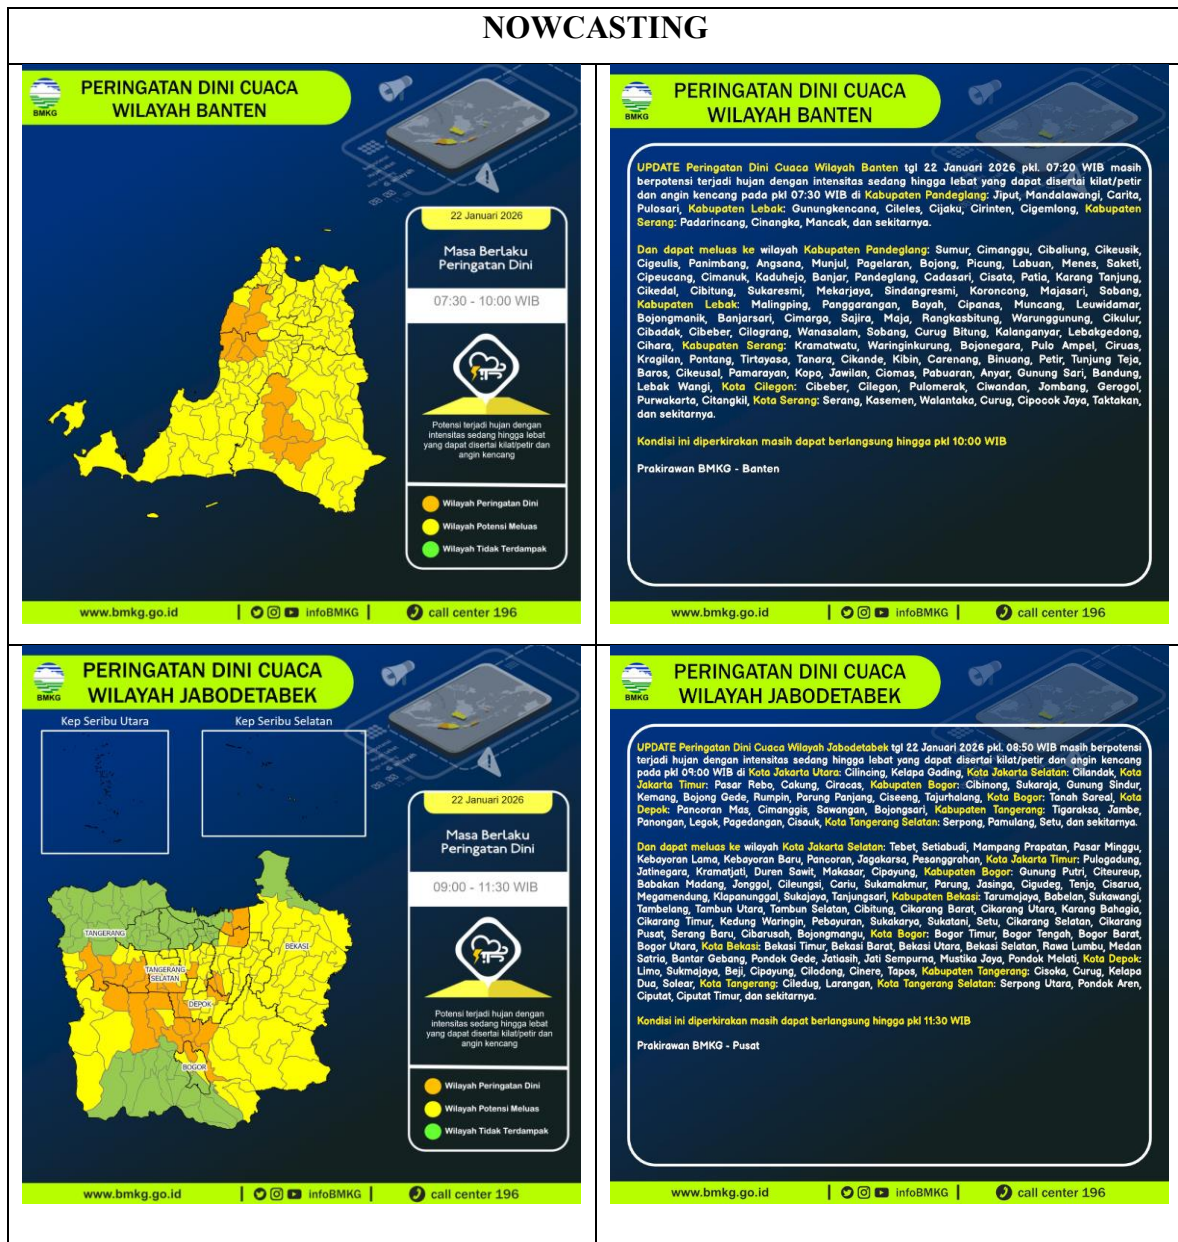 NOWCASTING
BMKG
PERINGATAN DINI CUACA
WILAYAH BANTEN
22 Januari 2026
Masa Berlaku
Peringatan Dini
07:30 - 10:00 WIB
Potensi terjadi hujan dengan
intensitas sedang hingga lebat
yang dapat disertai kilat/petir dan
angin kencang
Wilayah Peringatan Dini
Wilayah Potensi Meluas
Wilayah Tidak Terdampak
www.bmkg.go.id | infoBMKG | call center 196
BMKG
PERINGATAN DINI CUACA
WILAYAH BANTEN
UPDATE Peringatan Dini Cuaca Wilayah Banten tgl 22 Januari 2026 pkl. 07:20 WIB masih
berpotensi terjadi hujan dengan intensitas sedang hingga lebat yang dapat disertai kilat/petir
dan angin kencang pada pkl 07:30 WIB di Kabupaten Pandeglang: Jiput, Mandalawangi, Carita,
Pulosari, Kabupaten Lebak: Gunungkencana, Cileles, Cijaku, Cirinten, Cigemlong, Kabupaten
Serang: Padarincang, Cinangka, Mancak, dan sekitarnya.
Dan dapat meluas ke wilayah Kabupaten Pandeglang: Sumur, Cimanggu, Cibaliung, Cikeusik,
Cigeulis, Panimbang, Angsana, Munjul, Pagelaran, Bojong, Picung, Labuan, Menes, Saketi,
Cipeucang, Cimanuk, Kaduhejo, Banjar, Pandeglang, Cadasari, Cisata, Patia, Karang Tanjung,
Cikedal, Cibitung, Sukaresmi, Mekarjaya, Sindangresmi, Koroncong, Majasari, Sobang,
Kabupaten Lebak: Malingping, Panggarangan, Bayah, Cipanas, Muncang, Leuwidamar,
Bojongmanik, Banjarsari, Cimarga, Sajira, Maja, Rangkasbitung, Warunggunung, Cikulur,
Cibadak, Cibeber, Cilograng, Wanasalam, Sobang, Curug Bitung, Kalanganyar, Lebakgedong,
Cihara, Kabupaten Serang: Kramatwatu, Waringinkurung, Bojonegara, Pulo Ampel, Ciruas,
Kragilan, Pontang, Tirtayasa, Tanara, Cikande, Kibin, Carenang, Binuang, Petir, Tunjung Teja,
Baros, Cikeusal, Pamarayan, Kopo, Jawilan, Ciomas, Pabuaran, Anyar, Gunung Sari, Bandung,
Lebak Wangi, Kota Cilegon: Cibeber, Cilegon, Pulomerak, Ciwandan, Jombang, Gerogol,
Purwakarta, Citangkil, Kota Serang: Serang, Kasemen, Walantaka, Curug, Cipocok Jaya, Taktakan,
dan sekitarnya.
Kondisi ini diperkirakan masih dapat berlangsung hingga pkl 10:00 WIB
Prakirawan BMKG - Banten
www.bmkg.go.id | infoBMKG | call center 196
BMKG
PERINGATAN DINI CUACA
WILAYAH JABODETABEK
Kep Seribu Utara
Kep Seribu Selatan
22 Januari 2026
Masa Berlaku
Peringatan Dini
09:00 - 11:30 WIB
TANGERANG
BEKASI
TANGERANG
SELATAN
DEPOK
BOGOR
Potensi terjadi hujan dengan
intensitas sedang hingga lebat
yang dapat disertai kilat/petir dan
angin kencang
Wilayah Peringatan Dini
Wilayah Potensi Meluas
Wilayah Tidak Terdampak
www.bmkg.go.id | infoBMKG | call center 196
BMKG
PERINGATAN DINI CUACA
WILAYAH JABODETABEK
UPDATE Peringatan Dini Cuaca Wilayah Jabodetabek tgl 22 Januari 2026 pkl. 08:50 WIB masih berpotensi
terjadi hujan dengan intensitas sedang hingga lebat yang dapat disertai kilat/petir dan angin kencang
pada pkl 09:00 WIB di Kota Jakarta Utara: Cilincing, Kelapa Gading, Kota Jakarta Selatan: Cilandak, Kota
Jakarta Timur: Pasar Rebo, Cakung, Ciracas, Kabupaten Bogor: Cibinong, Sukaraja, Gunung Sindur,
Kemang, Bojong Gede, Rumpin, Parung Panjang, Ciseeng, Tajurhalang, Kota Bogor: Tanah Sareal, Kota
Depok: Pancoran Mas, Cimanggis, Sawangan, Bojongsari, Kabupaten Tangerang: Tigaraksa, Jambe,
Panongan, Legok, Pagedangan, Cisauk, Kota Tangerang Selatan: Serpong, Pamulang, Setu, dan sekitarnya.
Dan dapat meluas ke wilayah Kota Jakarta Selatan: Tebet, Setiabudi, Mampang Prapatan, Pasar Minggu,
Kebayoran Lama, Kebayoran Baru, Pancoran, Jagakarsa, Pesanggrahan, Kota Jakarta Timur: Pulogadung,
Jatinegara, Kramatjati, Duren Sawit, Makasar, Cipayung, Kabupaten Bogor: Gunung Putri, Citeureup,
Babakan Madang, Jonggol, Cileungsi, Cariu, Sukamakmur, Parung, Jasinga, Cigudeg, Tenjo, Cisarua,
Megamendung, Klapanunggal, Sukajaya, Tanjungsari, Kabupaten Bekasi: Tarumajaya, Babelan, Sukawangi,
Tambelang, Tambun Utara, Tambun Selatan, Cibitung, Cikarang Barat, Cikarang Utara, Karang Bahagia,
Cikarang Timur, Kedung Waringin, Pebayuran, Sukakarya, Sukatani, Setu, Cikarang Selatan, Cikarang
Pusat, Serang Baru, Cibarusah, Bojongmangu, Kota Bogor: Bogor Timur, Bogor Tengah, Bogor Barat,
Bogor Utara, Kota Bekasi: Bekasi Timur, Bekasi Barat, Bekasi Utara, Bekasi Selatan, Rawa Lumbu, Medan
Satria, Bantar Gebang, Pondok Gede, Jatiasih, Jati Sempurna, Mustika Jaya, Pondok Melati, Kota Depok:
Limo, Sukmajaya, Beji, Cipayung, Cilodong, Cinere, Tapos, Kabupaten Tangerang: Cisoka, Curug, Kelapa
Dua, Solear, Kota Tangerang: Ciledug, Larangan, Kota Tangerang Selatan: Serpong Utara, Pondok Aren,
Ciputat, Ciputat Timur, dan sekitarnya.
Kondisi ini diperkirakan masih dapat berlangsung hingga pkl 11:30 WIB
Prakirawan BMKG - Pusat
www.bmkg.go.id | infoBMKG | call center 196